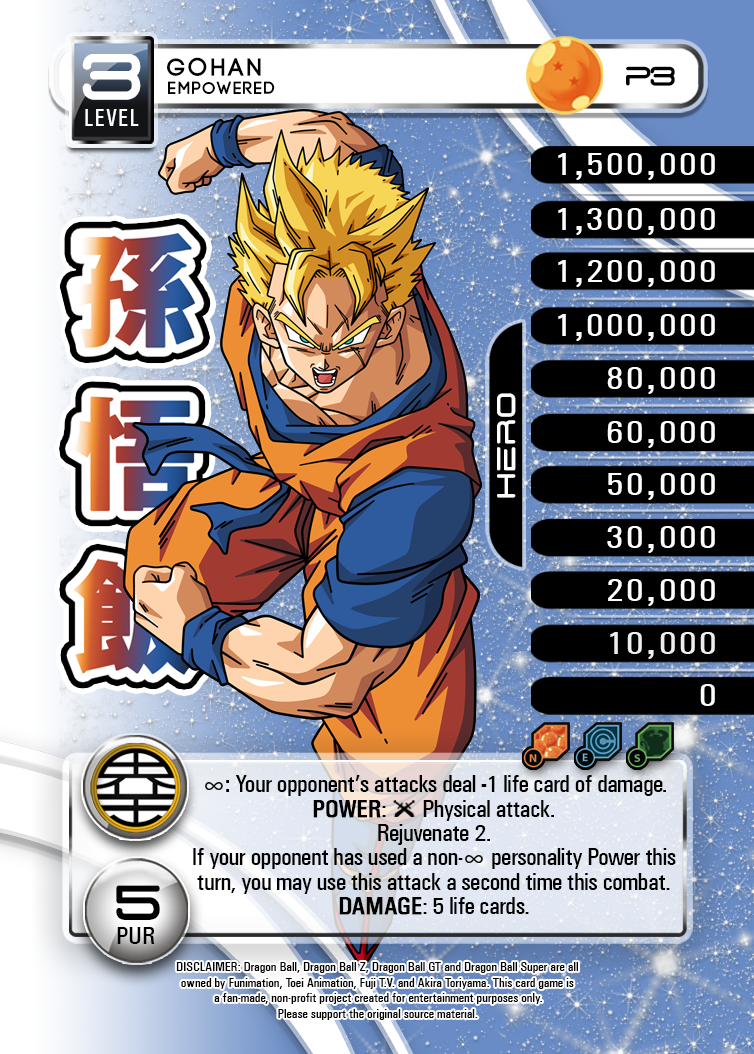 3
LEVEL
GOHAN
EMPOWERED
P3
孫
悟
飯
HERO
1,500,000
1,300,000
1,200,000
1,000,000
80,000
60,000
50,000
30,000
20,000
10,000
0
N E S
∞: Your opponent's attacks deal -1 life card of damage.
POWER: Physical attack.
Rejuvenate 2.
If your opponent has used a non-∞ personality Power this
turn, you may use this attack a second time this combat.
DAMAGE: 5 life cards.
5
PUR
DISCLAIMER: Dragon Ball, Dragon Ball Z, Dragon Ball GT and Dragon Ball Super are all
owned by Funimation, Toei Animation, Fuji T.V. and Akira Toriyama. This card game is
a fan-made, non-profit project created for entertainment purposes only.
Please support the original source material.